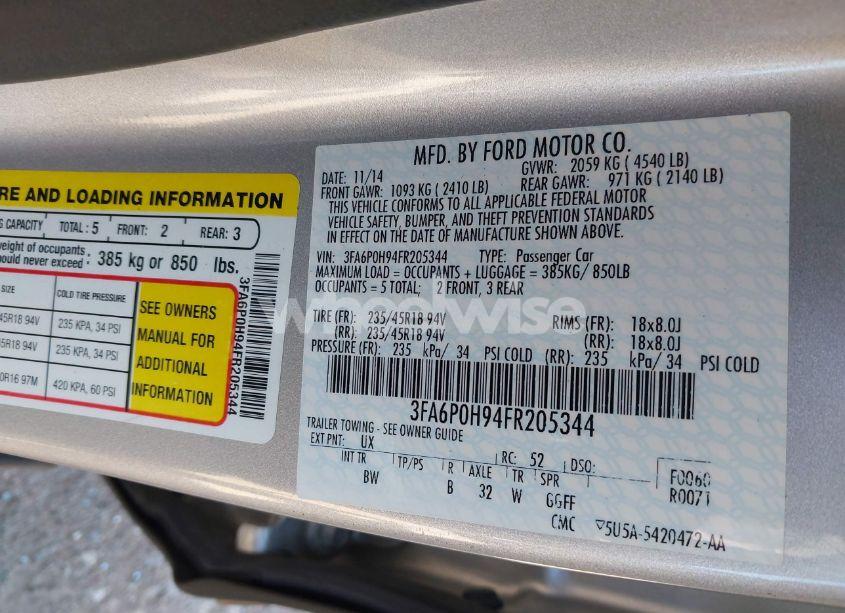 RE AND LOADING INFORMATION
G CAPACITY TOTAL : 5 FRONT: 2 REAR: 3
weight of occupants
ould never exceed : 385 kg or 850 lbs.
SIZE COLD TIRE PRESSURE
45R18 94V 235 KPA, 34 PSI
45R18 94V 235 KPA, 34 PSI
0R16 97M 420 KPA, 60 PSI
SEE OWNERS
MANUAL FOR
ADDITIONAL
INFORMATION
3FA6P0H94FR205344
MFD. BY FORD MOTOR CO.
DATE: 11/14 GVWR: 2059 KG ( 4540 LB)
FRONT GAWR: 1093 KG ( 2410 LB) REAR GAWR: 971 KG ( 2140 LB)
THIS VEHICLE CONFORMS TO ALL APPLICABLE FEDERAL MOTOR
VEHICLE SAFETY, BUMPER, AND THEFT PREVENTION STANDARDS
IN EFFECT ON THE DATE OF MANUFACTURE SHOWN ABOVE.
VIN: 3FA6P0H94FR205344 TYPE: Passenger Car
MAXIMUM LOAD = OCCUPANTS + LUGGAGE = 385KG/ 850LB
OCCUPANTS = 5 TOTAL; 2 FRONT, 3 REAR
TIRE (FR): 235/45R18 94V RIMS (FR): 18x8.0J
(RR): 235/45R18 94V (RR): 18x8.0J
PRESSURE (FR): 235 kPa/ 34 PSI COLD (RR): 235 kPa/ 34 PSI COLD
3FA6P0H94FR205344
TRAILER TOWING - SEE OWNER GUIDE
EXT PNT: UX RC: 52 DSO: F0060
INT TR TP/PS R AXLE TR SPR R0071
BW B 32 W GGFF
CMC 5U5A-5420472-AA
wheelwise